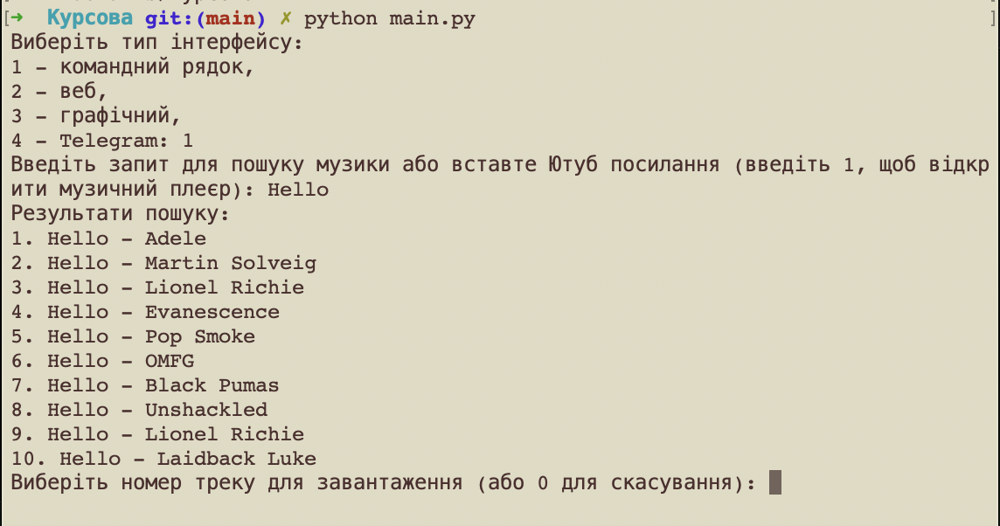 [➜  Курсова git:(main) ✗ python main.py ]
Виберіть тип інтерфейсу:
1 - командний рядок,
2 - веб,
3 - графічний,
4 - Telegram: 1
Введіть запит для пошуку музики або вставте Ютуб посилання (введіть 1, щоб відкр
ити музичний плеєр): Hello
Результати пошуку:
1. Hello - Adele
2. Hello - Martin Solveig
3. Hello - Lionel Richie
4. Hello - Evanescence
5. Hello - Pop Smoke
6. Hello - OMFG
7. Hello - Black Pumas
8. Hello - Unshackled
9. Hello - Lionel Richie
10. Hello - Laidback Luke
Виберіть номер треку для завантаження (або 0 для скасування):